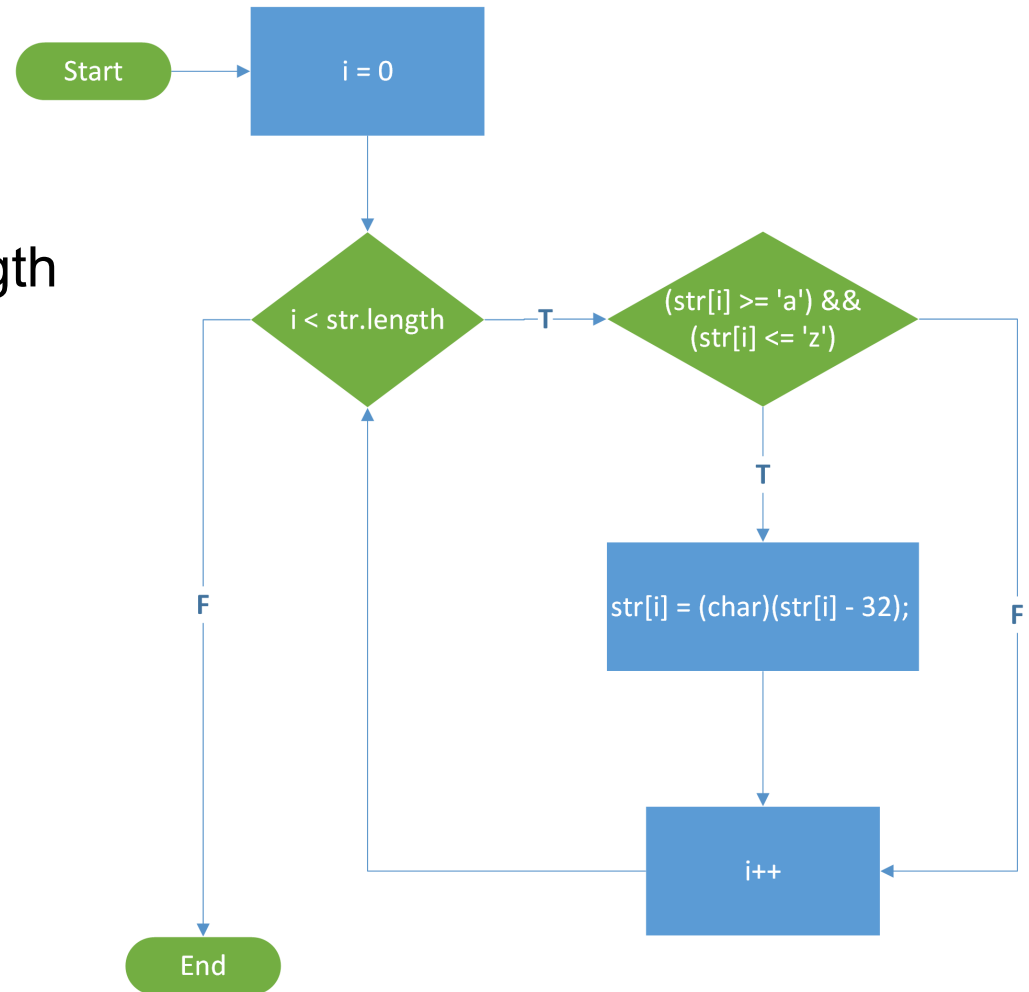 Start
i = 0
gth
i < str.length
T
(str[i] >= 'a') &&
(str[i] <= 'z')
T
str[i] = (char)(str[i] - 32);
F
F
i++
End